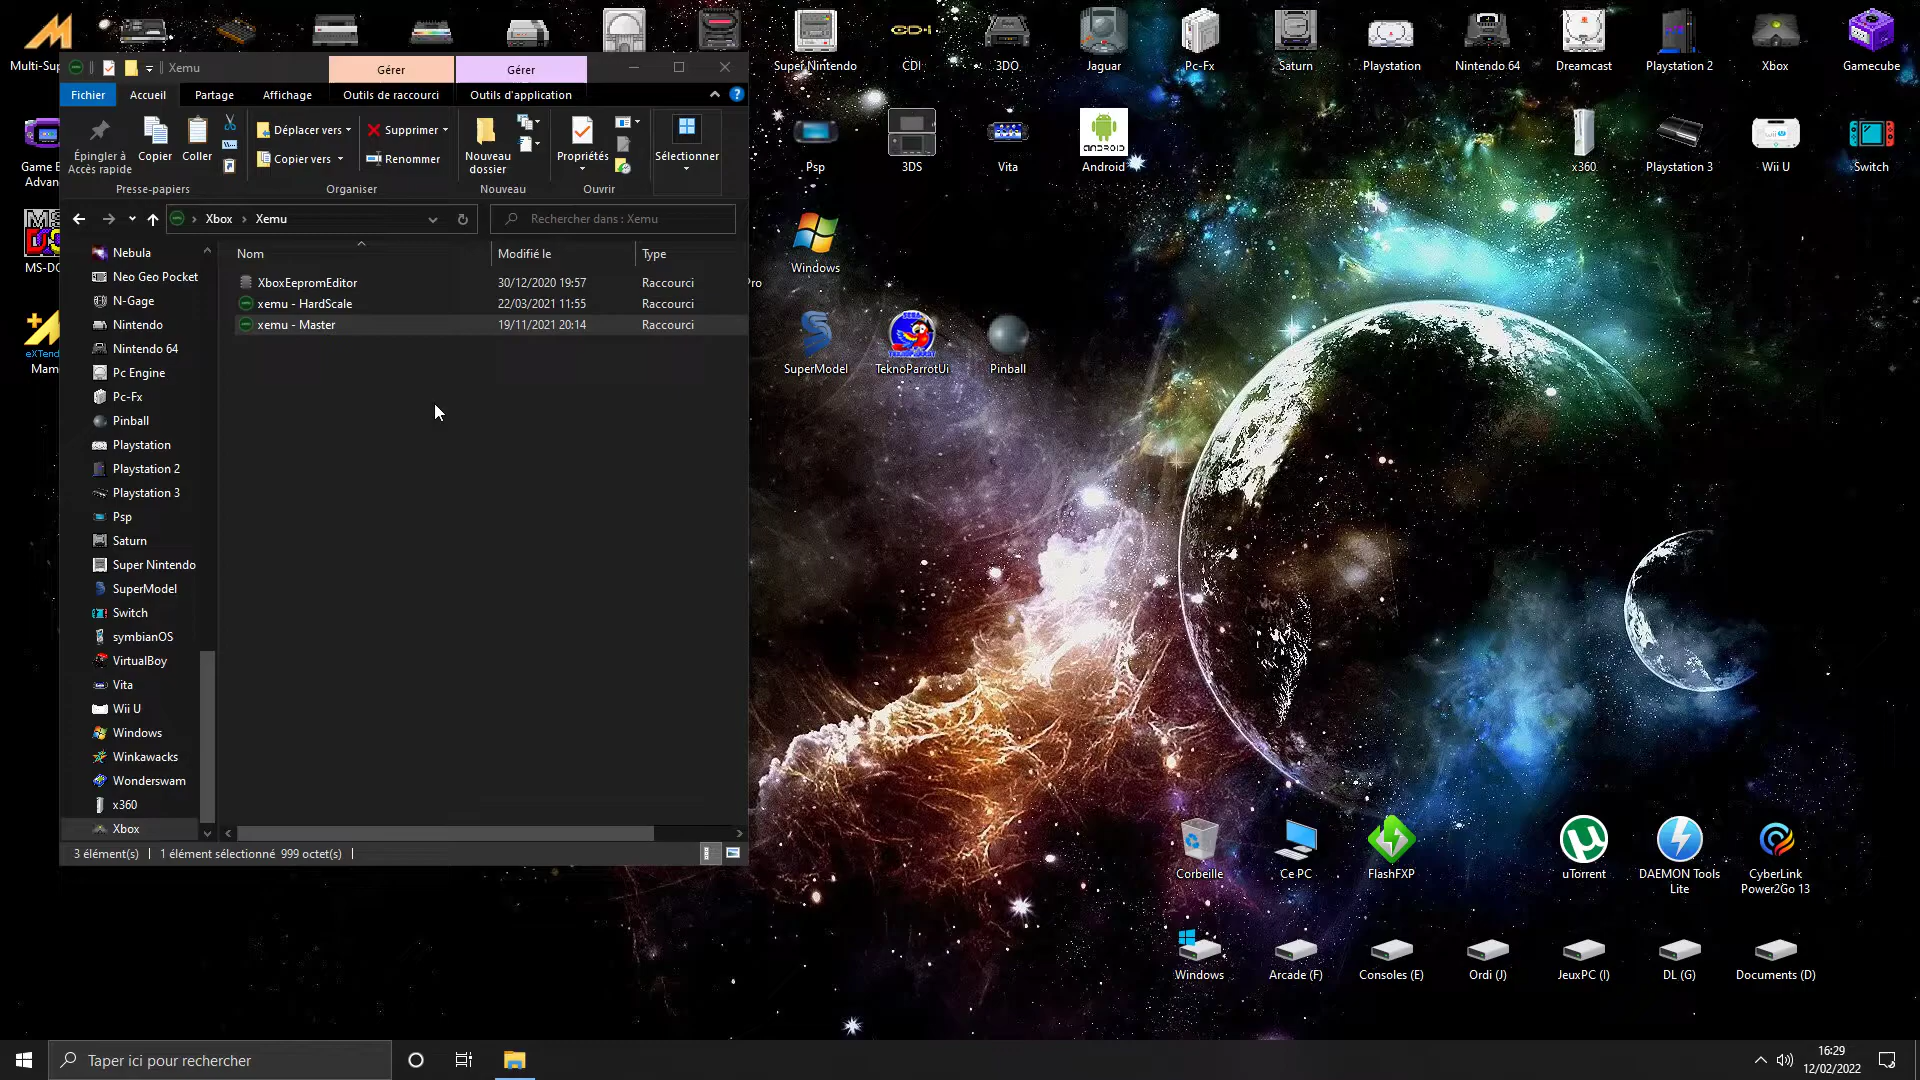 Multi-Sup
Super Nintendo
CDI
3DO
Jaguar
Pc-Fx
Saturn
Playstation
Nintendo 64
Dreamcast
Playstation 2
Xbox
Gamecube
Xemu
Gérer
Gérer
Fichier
Accueil
Partage
Affichage
Outils de raccourci
Outils d'application
Épingler à
Accès rapide
Copier
Coller
Déplacer vers
Copier vers
Supprimer
Renommer
Nouveau
dossier
Propriétés
Sélectionner
Presse-papiers
Organiser
Nouveau
Ouvrir
Game B
Advan
Psp
3DS
ANDROID
Vita
Android
x360
Playstation 3
Wii U
Switch
Xbox
Xemu
Rechercher dans : Xemu
Nom
Modifié le
Type
XboxEepromEditor
30/12/2020 19:57
Raccourci
xemu - HardScale
22/03/2021 11:55
Raccourci
xemu - Master
19/11/2021 20:14
Raccourci
Nebula
Neo Geo Pocket
N-Gage
Nintendo
Nintendo 64
Pc Engine
Pc-Fx
Pinball
Playstation
Playstation 2
Playstation 3
Psp
Saturn
Super Nintendo
SuperModel
Switch
symbianOS
VirtualBoy
Vita
Wii U
Windows
Winkawacks
Wonderswam
x360
Xbox
3 élément(s)
1 élément sélectionné 999 octet(s)
MS-DO
eXTend
Mam
Windows
ro
SuperModel
TeknoParrotUi
Pinball
Corbeille
Ce PC
FlashFXP
uTorrent
DAEMON Tools
Lite
CyberLink
Power2Go 13
Windows
Arcade (F)
Consoles (E)
Ordi (J)
JeuxPC (I)
DL (G)
Documents (D)
Taper ici pour rechercher
16:29
12/02/2022